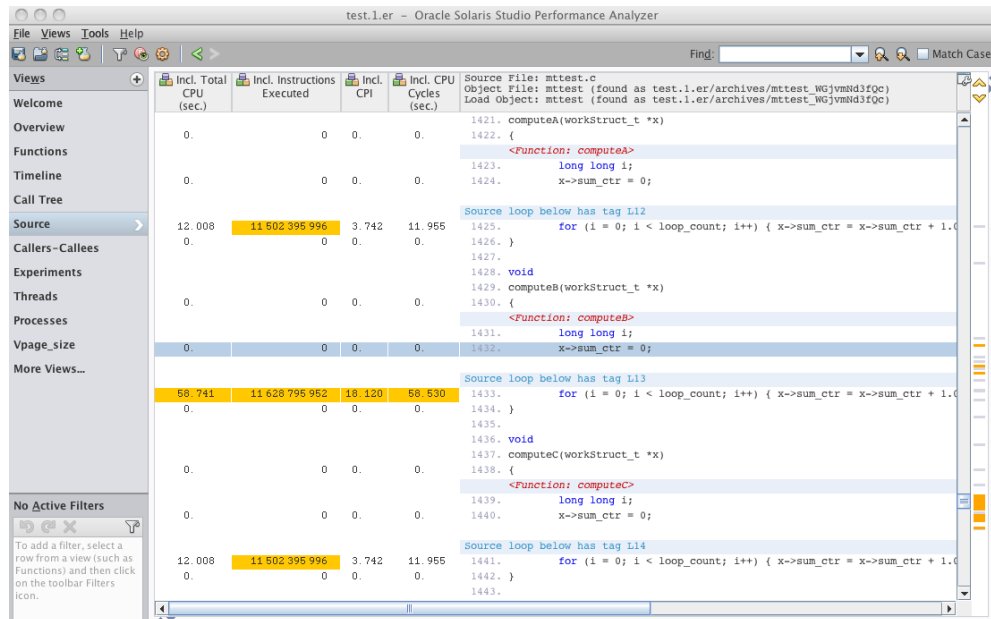 test.1.er – Oracle Solaris Studio Performance Analyzer
File Views Tools Help
Find: Match Case
Views
Welcome
Overview
Functions
Timeline
Call Tree
Source
Callers-Callees
Experiments
Threads
Processes
Vpage_size
More Views...
No Active Filters
To add a filter, select a
row from a view (such as
Functions) and then click
on the toolbar Filters
icon.
Incl. Total CPU (sec.) Incl. Instructions Executed Incl. CPI Incl. CPU Cycles (sec.)
Source File: mttest.c
Object File: mttest (found as test.1.er/archives/mttest_WGjvmNd3fQc)
Load Object: mttest (found as test.1.er/archives/mttest_WGjvmNd3fQc)
1421. computeA(workStruct_t *x)
0. 0 0. 0. 1422. {
<Function: computeA>
1423. long long i;
0. 0 0. 0. 1424. x->sum_ctr = 0;
Source loop below has tag L12
12.008 11 502 395 996 3.742 11.955 1425. for (i = 0; i < loop_count; i++) { x->sum_ctr = x->sum_ctr + 1.0
0. 0 0. 0. 1426. }
1427.
1428. void
1429. computeB(workStruct_t *x)
0. 0 0. 0. 1430. {
<Function: computeB>
1431. long long i;
0. 0 0. 0. 1432. x->sum_ctr = 0;
Source loop below has tag L13
58.741 11 628 795 952 18.120 58.530 1433. for (i = 0; i < loop_count; i++) { x->sum_ctr = x->sum_ctr + 1.0
0. 0 0. 0. 1434. }
1435.
1436. void
1437. computeC(workStruct_t *x)
0. 0 0. 0. 1438. {
<Function: computeC>
1439. long long i;
0. 0 0. 0. 1440. x->sum_ctr = 0;
Source loop below has tag L14
12.008 11 502 395 996 3.742 11.955 1441. for (i = 0; i < loop_count; i++) { x->sum_ctr = x->sum_ctr + 1.0
0. 0 0. 0. 1442. }
1443.